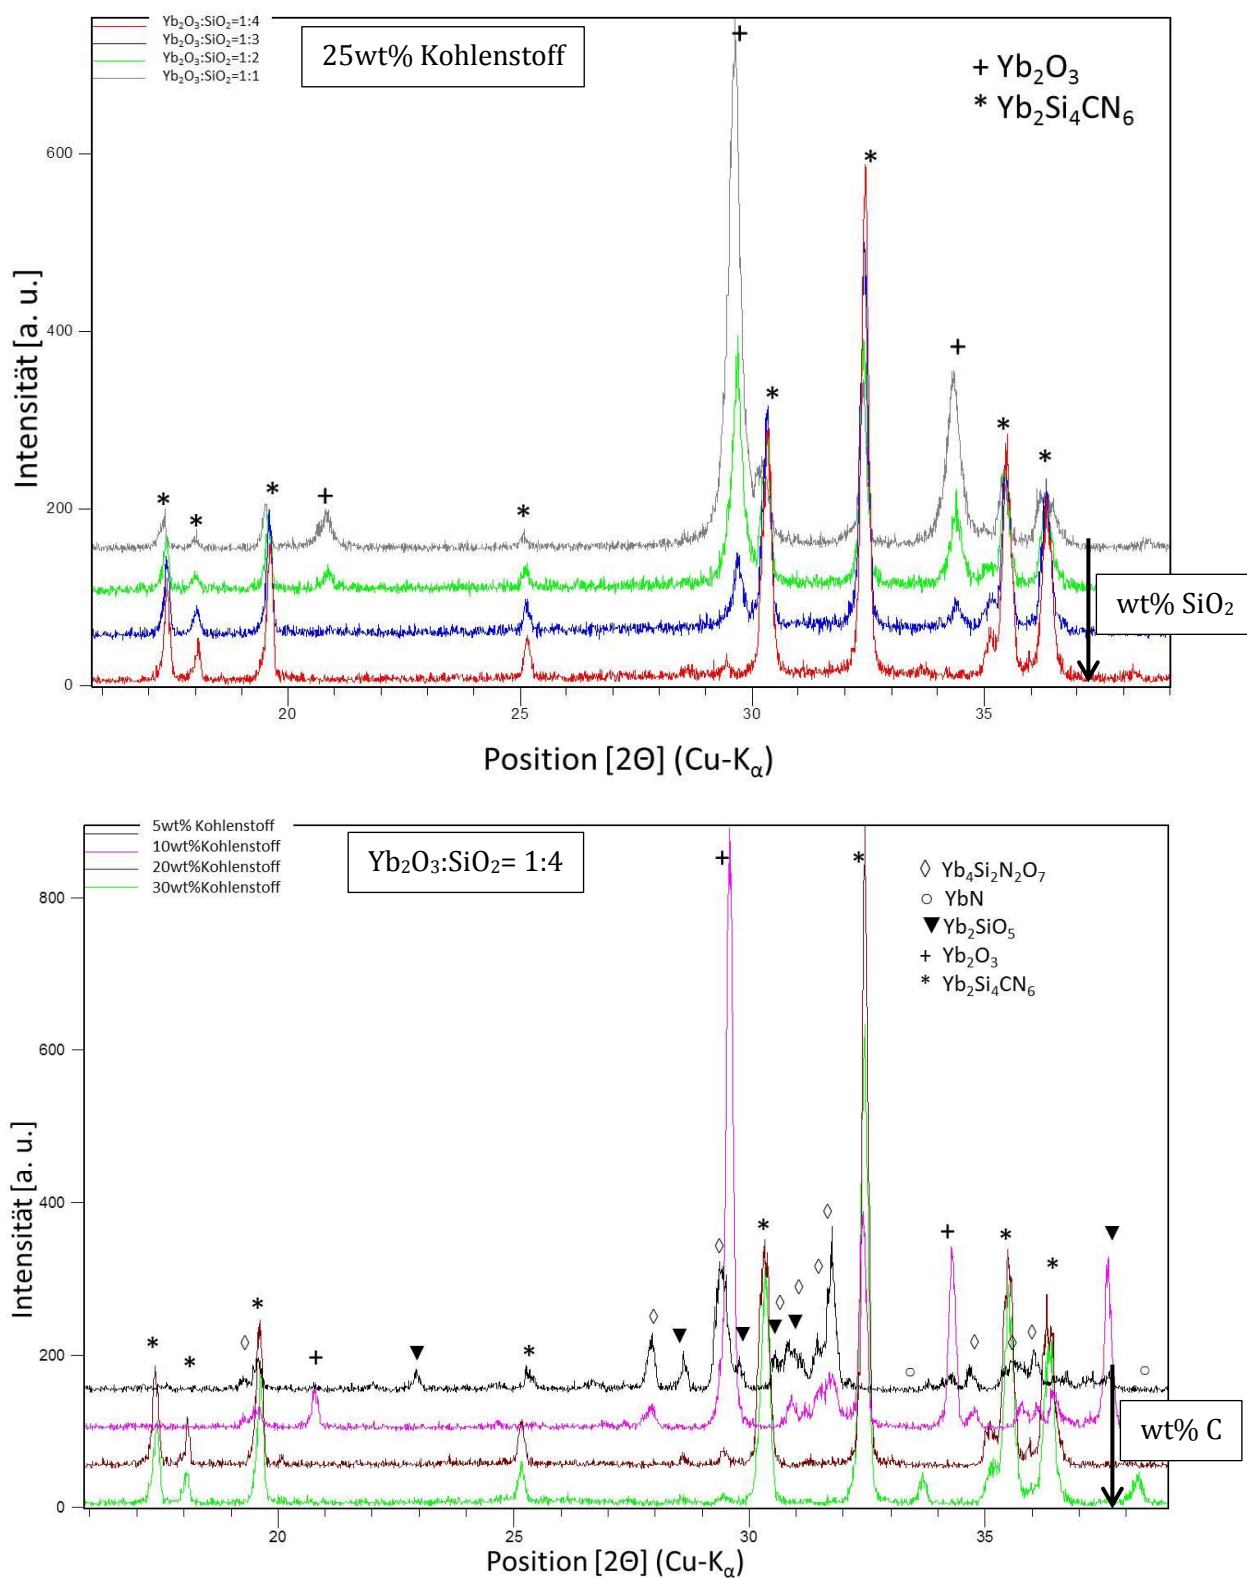 Yb₂O₃:SiO₂=1:4
Yb₂O₃:SiO₂=1:3
Yb₂O₃:SiO₂=1:2
Yb₂O₃:SiO₂=1:1
25wt% Kohlenstoff
+ Yb₂O₃
* Yb₂Si₄CN₆
600
400
200
0
Intensität [a. u.]
wt% SiO₂
20
25
30
35
Position [2Θ] (Cu-Kα)
5wt% Kohlenstoff
10wt%Kohlenstoff
20wt%Kohlenstoff
30wt%Kohlenstoff
Yb₂O₃:SiO₂= 1:4
◊ Yb₄Si₂N₂O₇
○ YbN
▼ Yb₂SiO₅
+ Yb₂O₃
* Yb₂Si₄CN₆
800
600
400
200
0
Intensität [a. u.]
wt% C
20
25
30
35
Position [2Θ] (Cu-Kα)